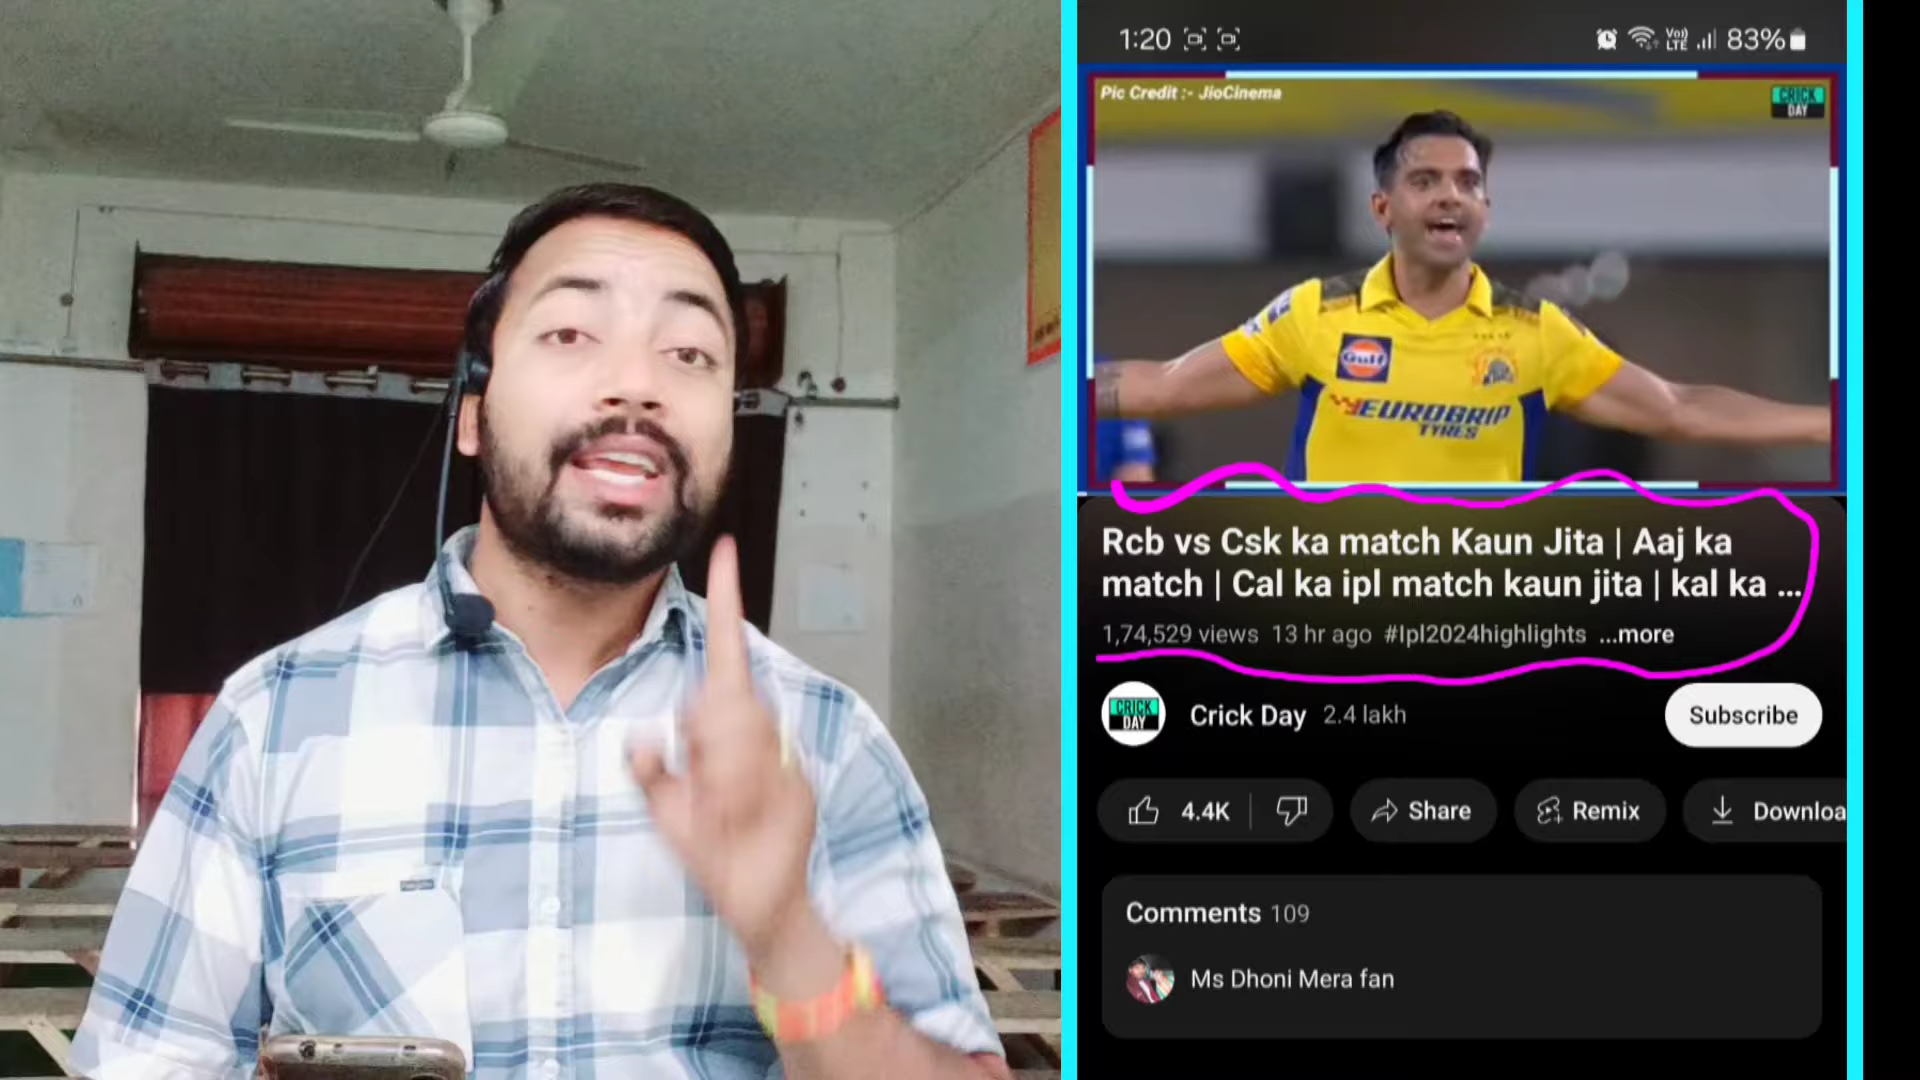 1:20
Vo))
LTE
83%
Pic Credit :- JioCinema
CRICK
DAY
Gulf
EUROGRIP
TYRES
Rcb vs Csk ka match Kaun Jita | Aaj ka
match | Cal ka ipl match kaun jita | kal ka ...
1,74,529 views 13 hr ago #Ipl2024highlights ...more
CRICK
DAY
Crick Day 2.4 lakh
Subscribe
4.4K
Share
Remix
Downloa
Comments 109
Ms Dhoni Mera fan